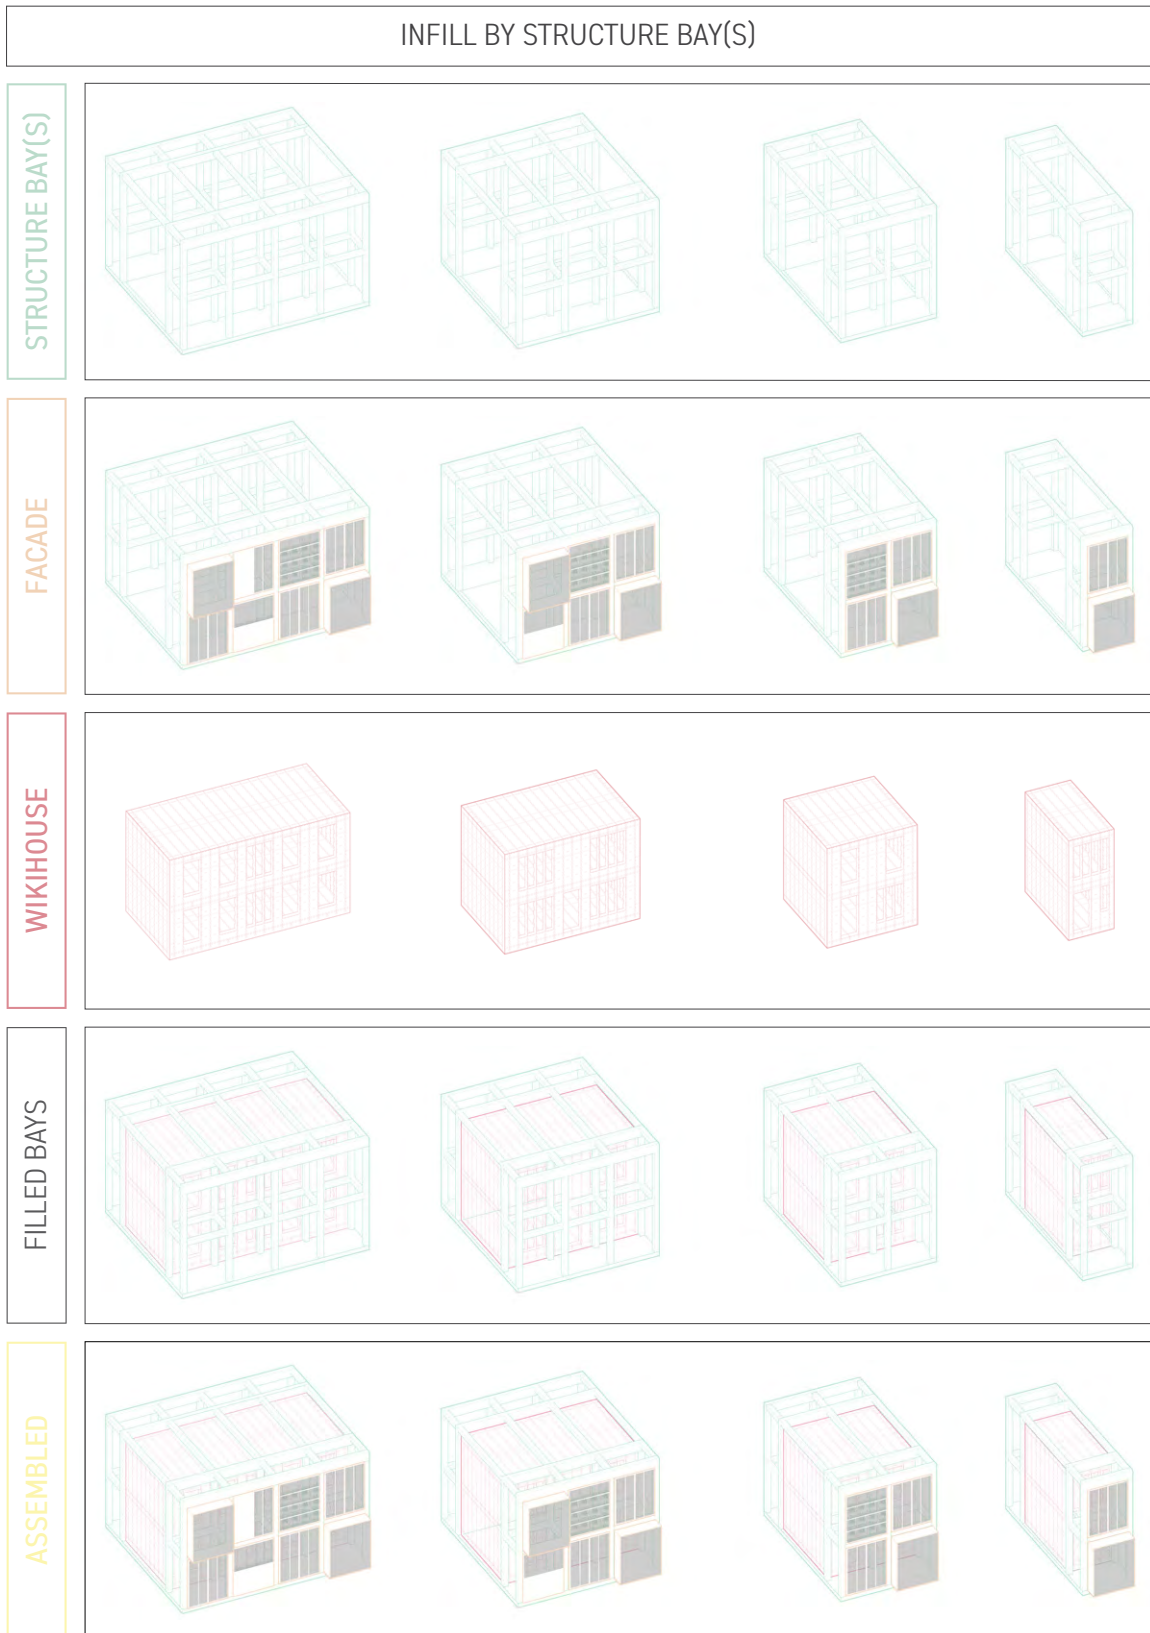 INFILL BY STRUCTURE BAY(S)
STRUCTURE BAY(S)
FACADE
WIKIHOUSE
FILLED BAYS
ASSEMBLED